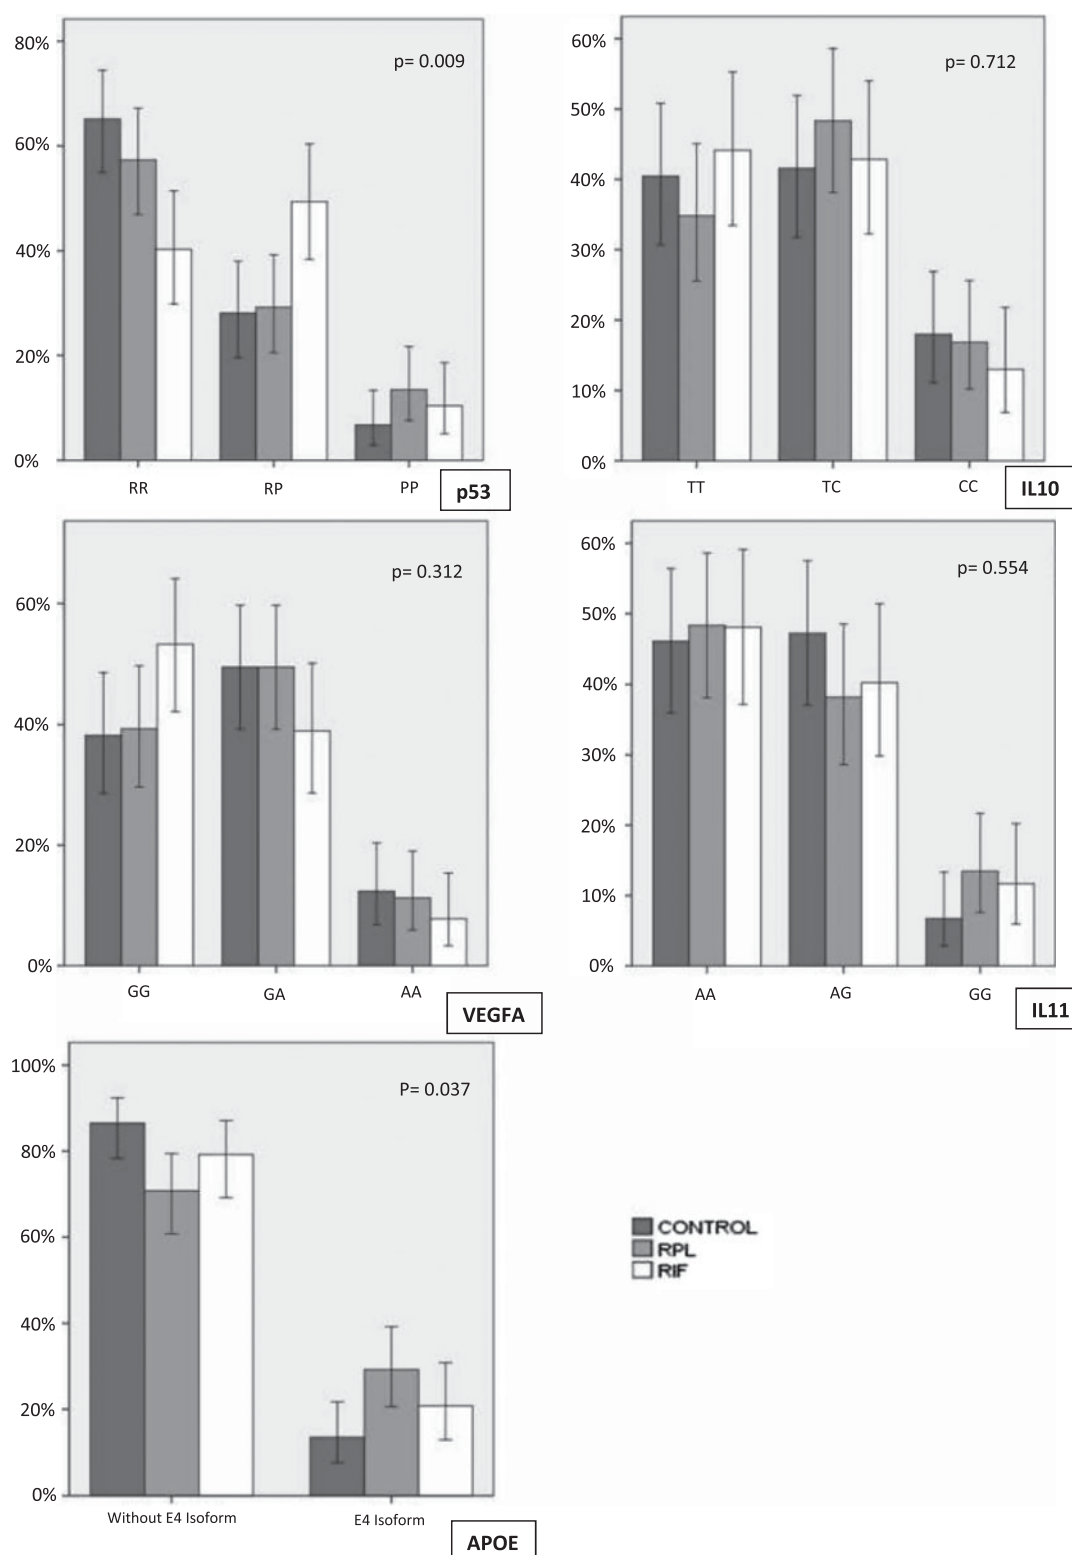 80%
60%
40%
20%
0%
p= 0.009
RR
RP
PP
p53
60%
50%
40%
30%
20%
10%
0%
p= 0.712
TT
TC
CC
IL10
60%
40%
20%
0%
p= 0.312
GG
GA
AA
VEGFA
60%
50%
40%
30%
20%
10%
0%
p= 0.554
AA
AG
GG
IL11
100%
80%
60%
40%
20%
0%
P= 0.037
Without E4 Isoform
E4 Isoform
APOE
CONTROL
RPL
RIF